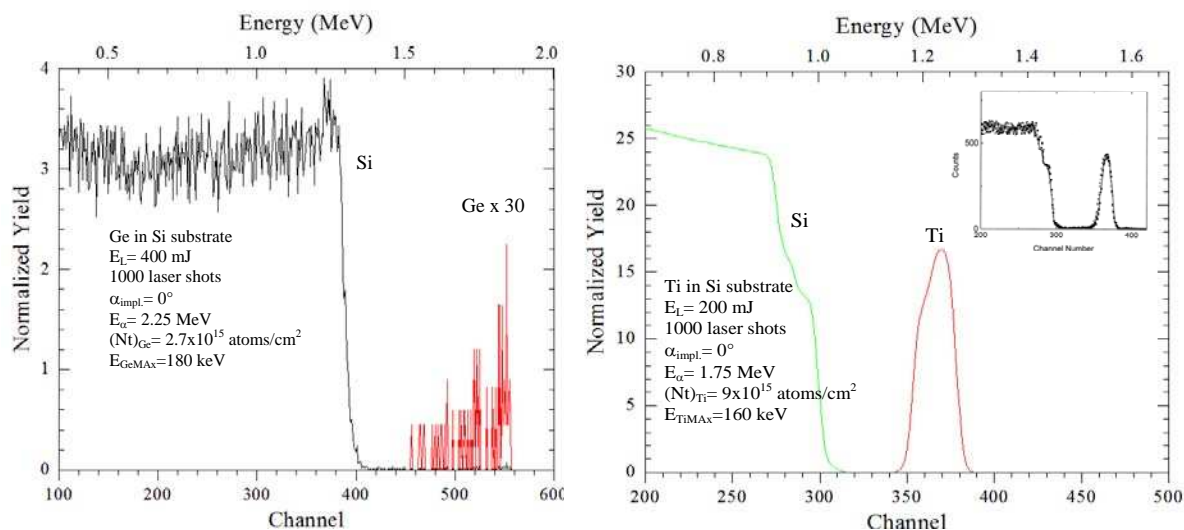 Energy (MeV)
0.5 1.0 1.5 2.0
4
3
2
1
0
Normalized Yield
Si
Ge x 30
Ge in Si substrate
E_L= 400 mJ
1000 laser shots
α_impl.= 0°
E_α= 2.25 MeV
(Nt)_Ge= 2.7x10^15 atoms/cm^2
E_GeMAx=180 keV
100 200 300 400 500 600
Channel
Energy (MeV)
0.8 1.0 1.2 1.4 1.6
30
25
20
15
10
5
0
Normalized Yield
Si
Ti
Ti in Si substrate
E_L= 200 mJ
1000 laser shots
α_impl.= 0°
E_α= 1.75 MeV
(Nt)_Ti= 9x10^15 atoms/cm^2
E_TiMAx=160 keV
200 250 300 350 400 450 500
Channel
500
0
Counts
200 300 400
Channel Number